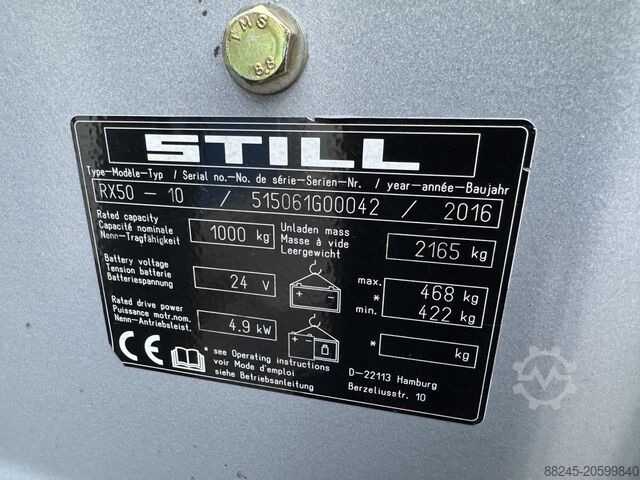 TMS
8.8
STILL
Type-Modèle-Typ / Serial no.-No. de série-Serien-Nr. / year-année-Baujahr
RX50 - 10 / 515061G00042 / 2016
Rated capacity
Capacité nominale
Nenn-Tragfähigkeit
1000 kg
Unladen mass
Masse à vide
Leergewicht
2165 kg
Battery voltage
Tension batterie
Batteriespannung
24 V
max.
*
min.
468 kg
422 kg
Rated drive power
Puissance motr.nom.
Nenn-Antriebsleist.
4.9 kW
* kg
CE
* see Operating instructions
voir Mode d'emploi
siehe Betriebsanleitung
D-22113 Hamburg
Berzeliusstr. 10
88245-20599840